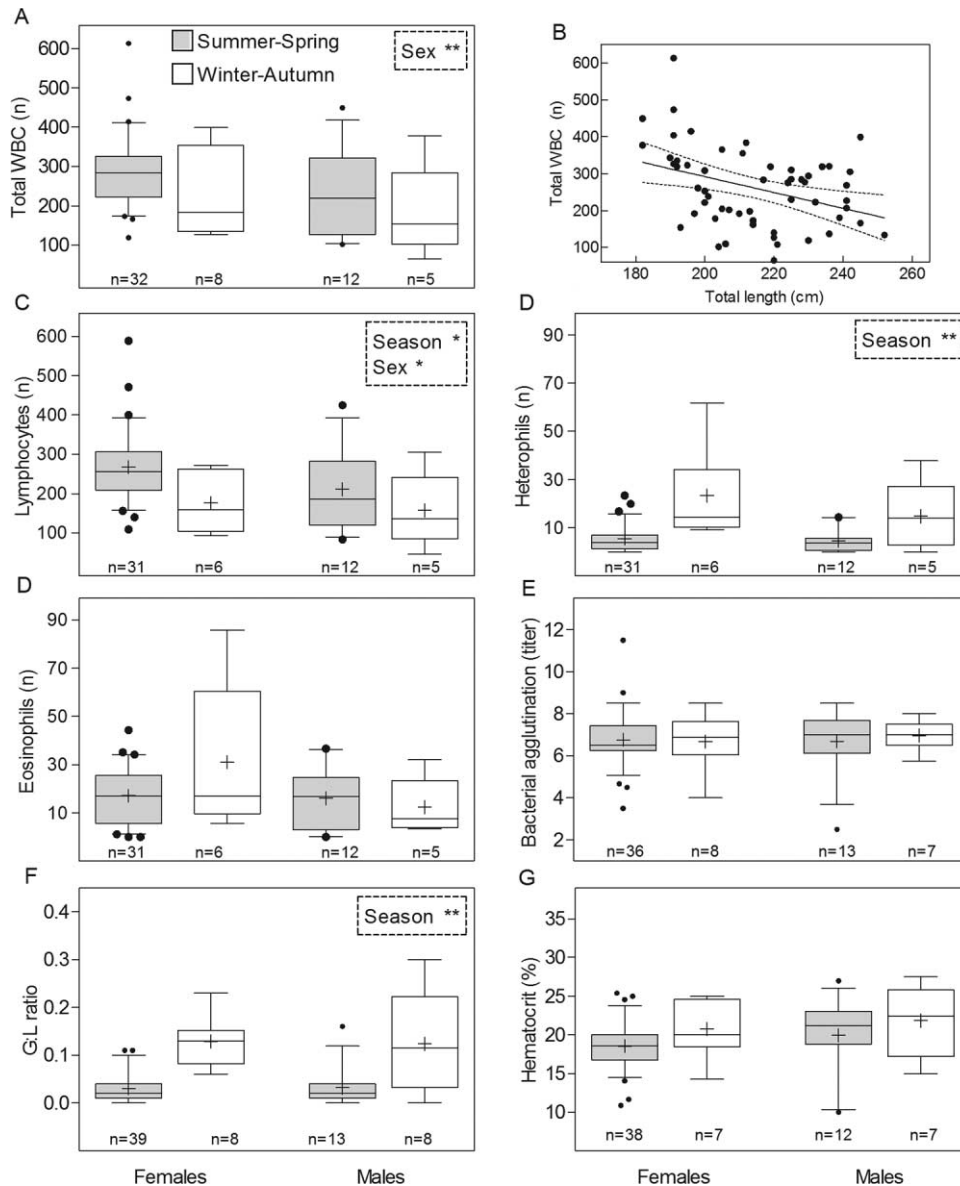 A
Total WBC (n)
600
500
400
300
200
100
Summer-Spring
Winter-Autumn
Sex **
n=32 n=8 n=12 n=5
B
Total WBC (n)
600
500
400
300
200
100
180 200 220 240 260
Total length (cm)
C
Lymphocytes (n)
600
500
400
300
200
100
Season *
Sex *
n=31 n=6 n=12 n=5
D
Heterophils (n)
90
70
50
30
10
Season **
n=31 n=6 n=12 n=5
D
Eosinophils (n)
90
70
50
30
10
n=31 n=6 n=12 n=5
E
Bacterial agglutination (titer)
12
10
8
6
4
2
n=36 n=8 n=13 n=7
F
G:L ratio
0.4
0.3
0.2
0.1
0.0
Season **
n=39 n=8 n=13 n=8
Females Males
G
Hematocrit (%)
35
30
25
20
15
10
n=38 n=7 n=12 n=7
Females Males